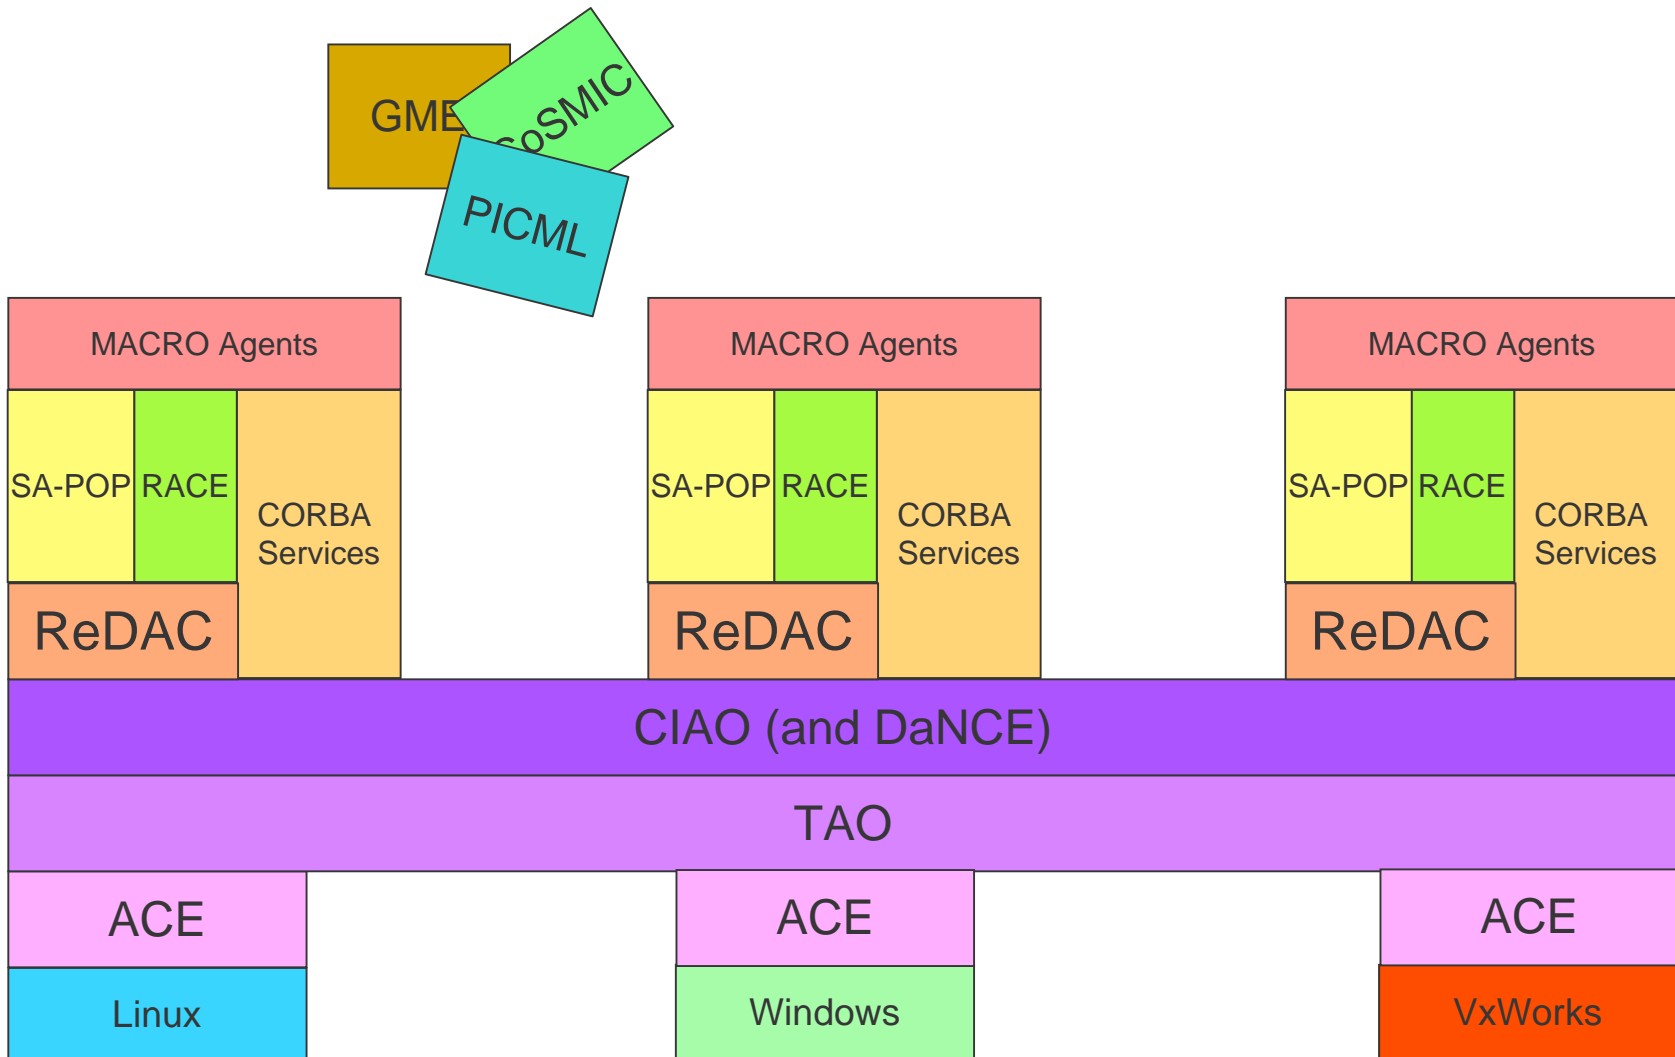 GME
CoSMIC
PICML
MACRO Agents
MACRO Agents
MACRO Agents
SA-POP
RACE
CORBA
Services
SA-POP
RACE
CORBA
Services
SA-POP
RACE
CORBA
Services
ReDAC
ReDAC
ReDAC
CIAO (and DaNCE)
TAO
ACE
ACE
ACE
Linux
Windows
VxWorks